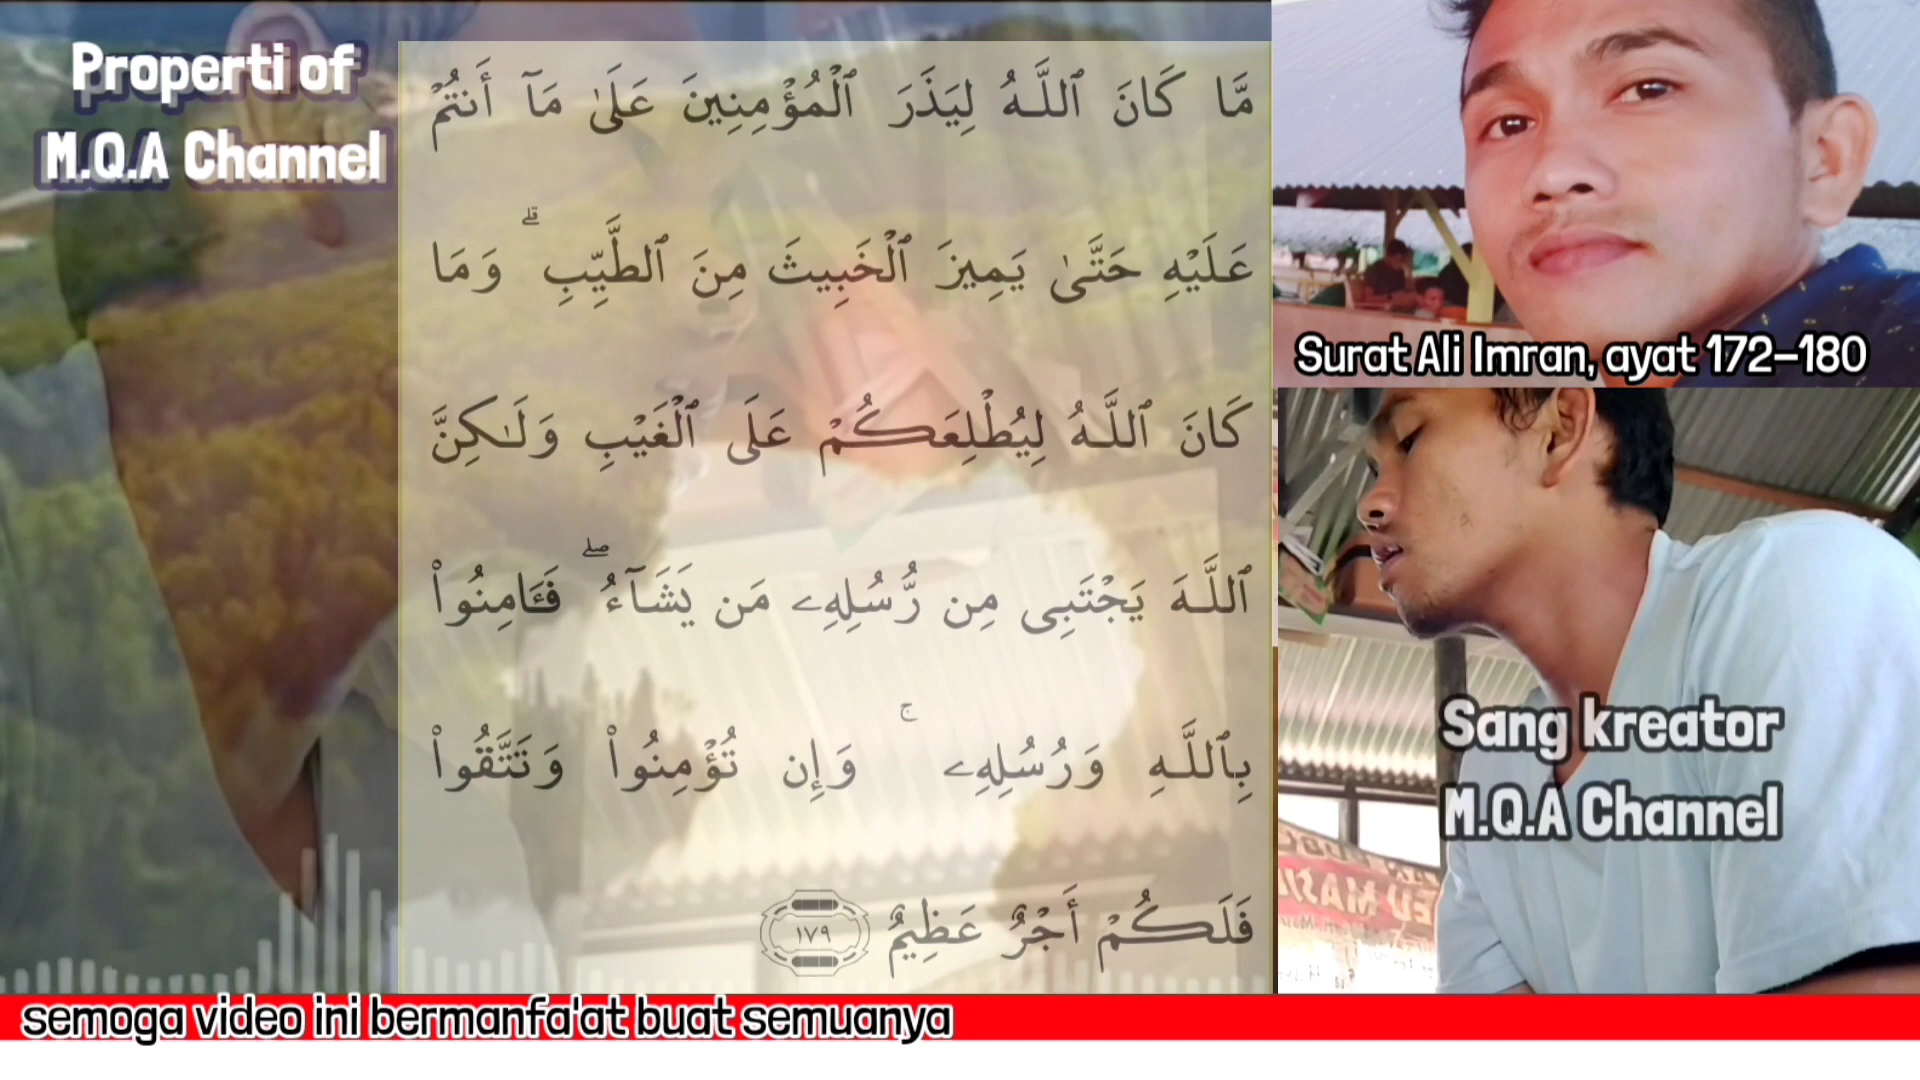 Properti of
M.Q.A Channel
مَّا كَانَ ٱللَّهُ لِيَذَرَ ٱلْمُؤْمِنِينَ عَلَىٰ مَآ أَنتُمْ
عَلَيْهِ حَتَّىٰ يَمِيزَ ٱلْخَبِيثَ مِنَ ٱلطَّيِّبِ ۗ وَمَا
كَانَ ٱللَّهُ لِيُطْلِعَكُمْ عَلَى ٱلْغَيْبِ وَلَـٰكِنَّ
ٱللَّهَ يَجْتَبِى مِن رُّسُلِهِۦ مَن يَشَآءُ ۖ فَـَٔامِنُوا۟
بِٱللَّهِ وَرُسُلِهِۦ ۚ وَإِن تُؤْمِنُوا۟ وَتَتَّقُوا۟
فَلَكُمْ أَجْرٌ عَظِيمٌ ١٧٩
Surat Ali Imran, ayat 172-180
Sang kreator
M.Q.A Channel
semoga video ini bermanfa'at buat semuanya